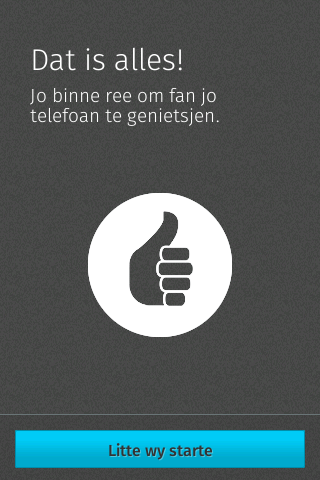 Dat is alles!
Jo binne ree om fan jo
telefoan te genietsjen.
Litte wy starte